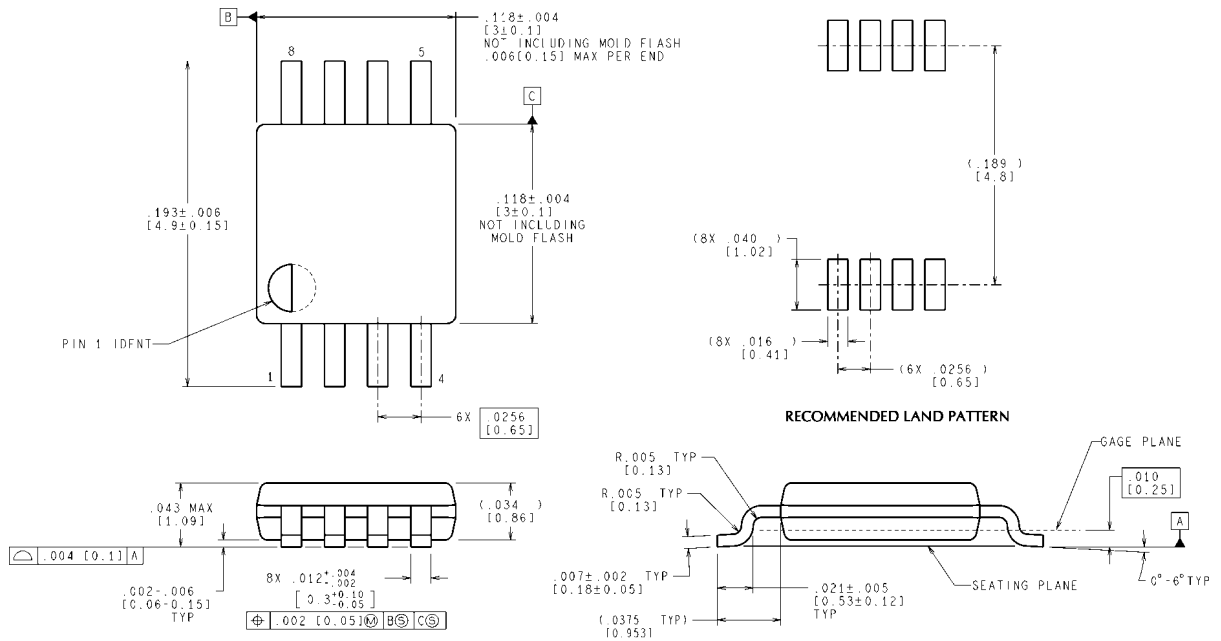 B
.118±.004
[3±0.1]
NOT INCLUDING MOLD FLASH
.006[0.15] MAX PER END
8
5
C
.193±.006
[4.9±0.15]
.118±.004
[3±0.1]
NOT INCLUDING
MOLD FLASH
PIN 1 IDENT
1
4
6X .0256
[0.65]
(.189 )
[4.8]
(8X .040 )
[1.02]
(8X .016 )
[0.41]
(6X .0256 )
[0.65]
RECOMMENDED LAND PATTERN
.043 MAX
[1.09]
(.034 )
[0.86]
⌓ .004 [0.1] A
.002-.006
[0.06-0.15]
TYP
8X .012 +.004 -.002
[0.3 +0.10 -0.05]
⌖ .002 [0.05]Ⓜ BⓈ CⓈ
R.005 TYP
[0.13]
R.005 TYP
[0.13]
GAGE PLANE
.010
[0.25]
A
0°-6°TYP
SEATING PLANE
.007±.002 TYP
[0.18±0.05]
.021±.005
[0.53±0.12]
TYP
(.0375 TYP)
[0.953]